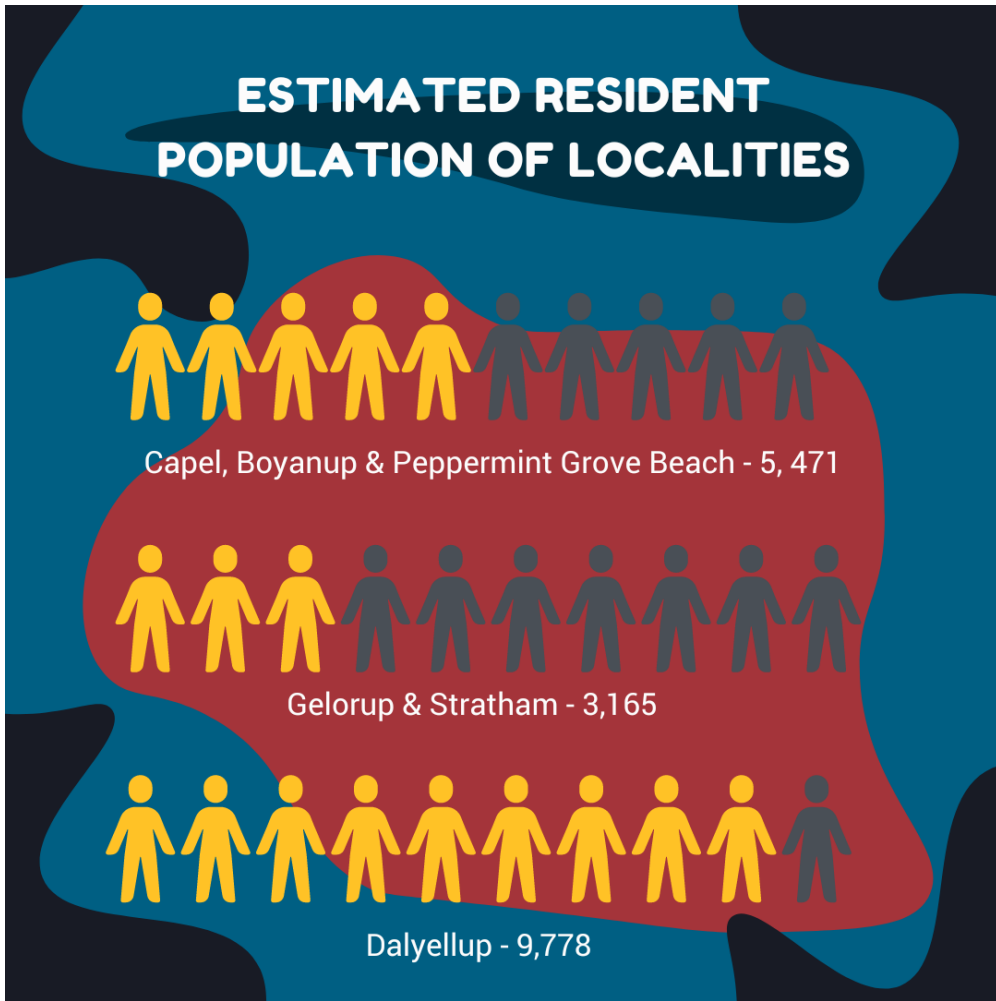 ESTIMATED RESIDENT
POPULATION OF LOCALITIES
Capel, Boyanup & Peppermint Grove Beach - 5, 471
Gelorup & Stratham - 3,165
Dalyellup - 9,778